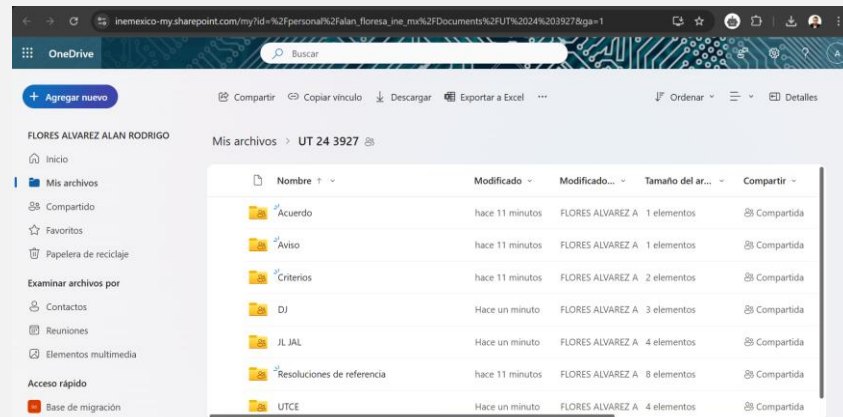 inemexico-my.sharepoint.com/my?id=%2Fpersonal%2Falan_floresa_ine_mx%2FDocuments%2FUT%2024%203927&ga=1
OneDrive
Buscar
A
+ Agregar nuevo
Compartir
Copiar vínculo
Descargar
Exportar a Excel
...
Ordenar
Detalles
FLORES ALVAREZ ALAN RODRIGO
Inicio
Mis archivos
Compartido
Favoritos
Papelera de reciclaje
Examinar archivos por
Contactos
Reuniones
Elementos multimedia
Acceso rápido
Base de migración
Mis archivos > UT 24 3927
Nombre ↑ Modificado Modificado... Tamaño del ar... Compartir
Acuerdo hace 11 minutos FLORES ALVAREZ A 1 elementos Compartida
Aviso hace 11 minutos FLORES ALVAREZ A 1 elementos Compartida
Criterios hace 11 minutos FLORES ALVAREZ A 2 elementos Compartida
DJ Hace un minuto FLORES ALVAREZ A 3 elementos Compartida
JL JAL Hace un minuto FLORES ALVAREZ A 4 elementos Compartida
Resoluciones de referencia hace 11 minutos FLORES ALVAREZ A 8 elementos Compartida
UTCE Hace un minuto FLORES ALVAREZ A 4 elementos Compartida